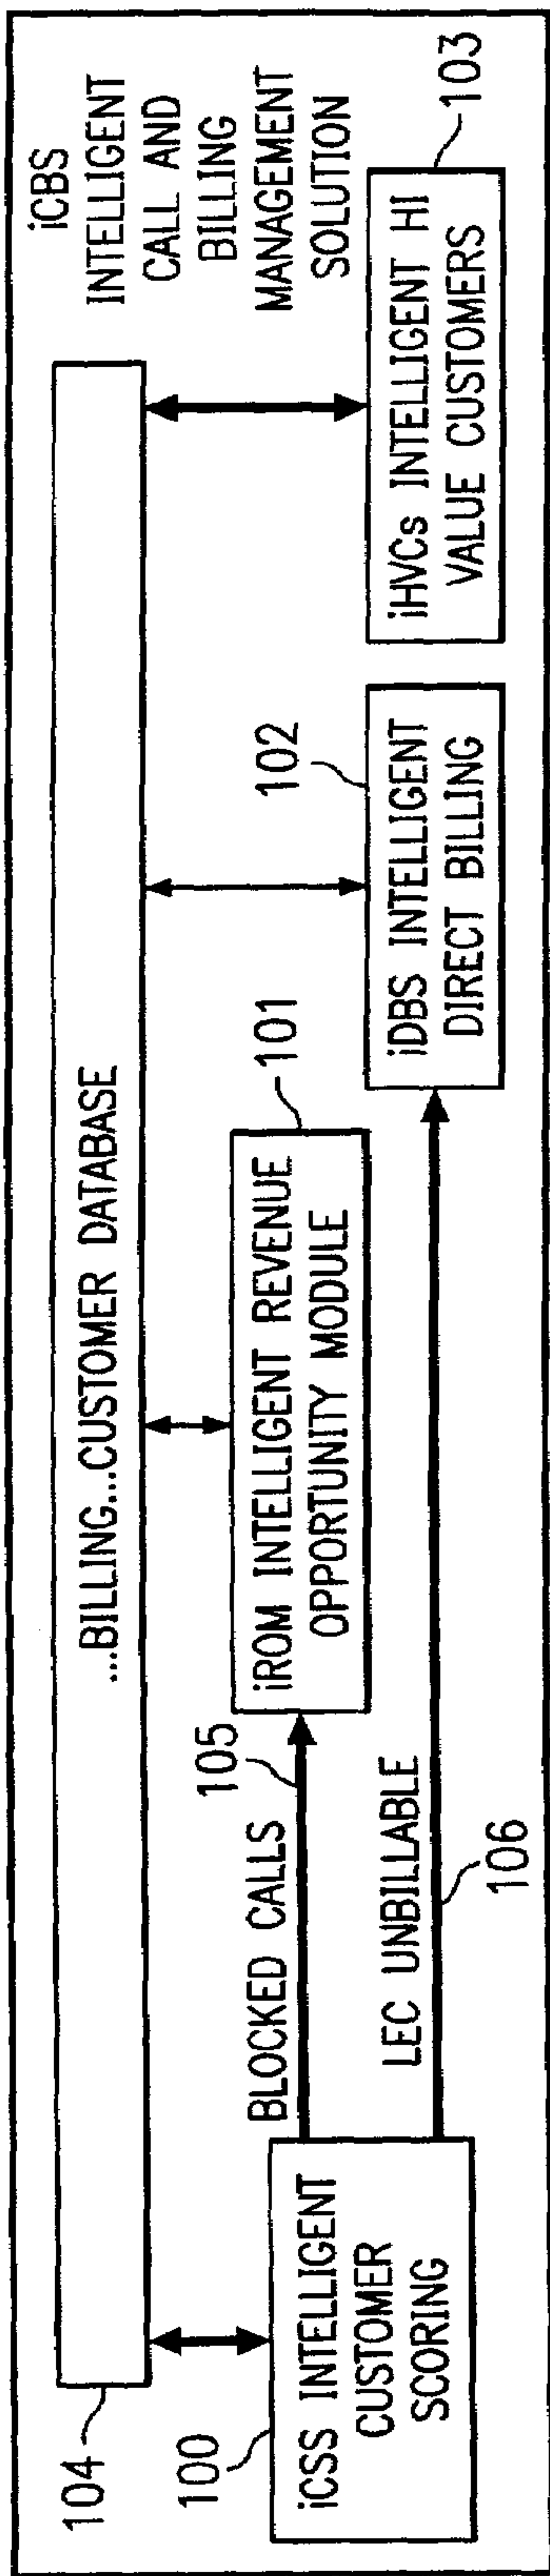 iCBS
INTELLIGENT
CALL AND
BILLING
MANAGEMENT
SOLUTION
...BILLING...CUSTOMER DATABASE
104
100
iCSS INTELLIGENT
CUSTOMER
SCORING
BLOCKED CALLS
105
LEC UNBILLABLE
106
101
iROM INTELLIGENT REVENUE
OPPORTUNITY MODULE
102
iDBS INTELLIGENT
DIRECT BILLING
iHVCs INTELLIGENT HI
VALUE CUSTOMERS
103